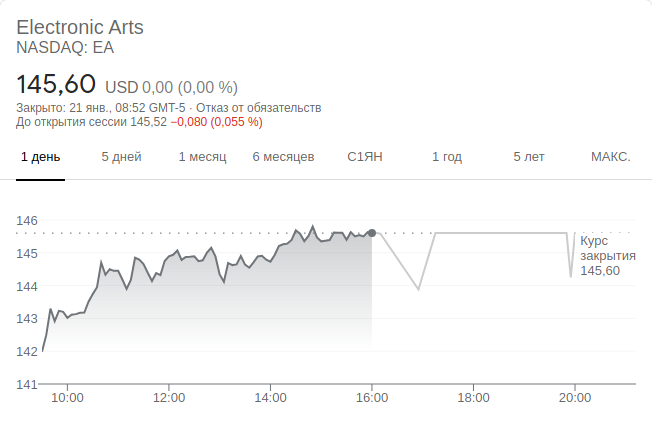 Electronic Arts
NASDAQ: EA
145,60 USD 0,00 (0,00 %)
Закрыто: 21 янв., 08:52 GMT-5 · Отказ от обязательств
До открытия сессии 145,52 −0,080 (0,055 %)
1 день 5 дней 1 месяц 6 месяцев С1ЯН 1 год 5 лет МАКС.
146
145
144
143
142
141
Курс
закрытия
145,60
10:00 12:00 14:00 16:00 18:00 20:00